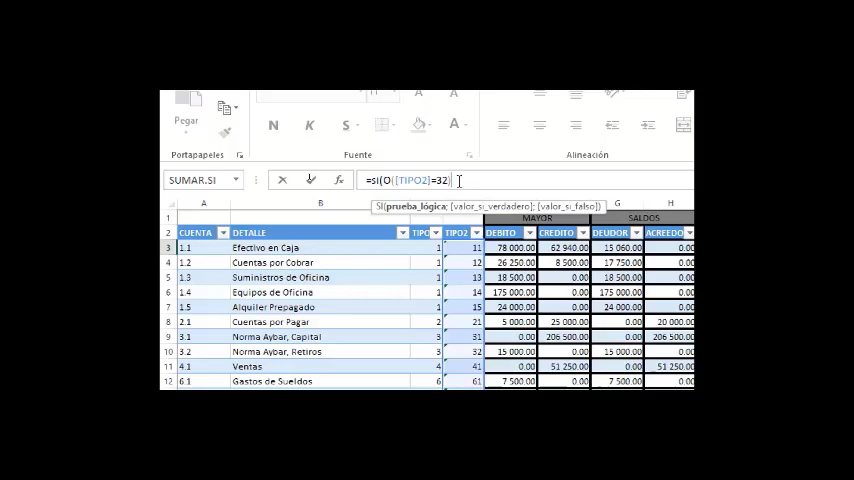 Pegar
N K S A A A
Portapapeles Fuente Alineación
SUMAR.SI fx =si(O([TIPO2]=32)
SI(prueba_lógica; [valor_si_verdadero]; [valor_si_falso])
A B G H
1 MAYOR SALDOS
2 CUENTA DETALLE TIPO TIPO2 DEBITO CREDITO DEUDOR ACREEDO
3 1.1 Efectivo en Caja 1 11 78 000.00 62 940.00 15 060.00 0.00
4 1.2 Cuentas por Cobrar 1 12 26 250.00 8 500.00 17 750.00 0.00
5 1.3 Suministros de Oficina 1 13 18 500.00 0.00 18 500.00 0.00
6 1.4 Equipos de Oficina 1 14 175 000.00 0.00 175 000.00 0.00
7 1.5 Alquiler Prepagado 1 15 24 000.00 0.00 24 000.00 0.00
8 2.1 Cuentas por Pagar 2 21 5 000.00 25 000.00 0.00 20 000.00
9 3.1 Norma Aybar, Capital 3 31 0.00 206 500.00 0.00 206 500.00
10 3.2 Norma Aybar, Retiros 3 32 15 000.00 0.00 15 000.00 0.00
11 4.1 Ventas 4 41 0.00 51 250.00 0.00 51 250.00
12 6.1 Gastos de Sueldos 6 61 7 500.00 0.00 7 500.00 0.00